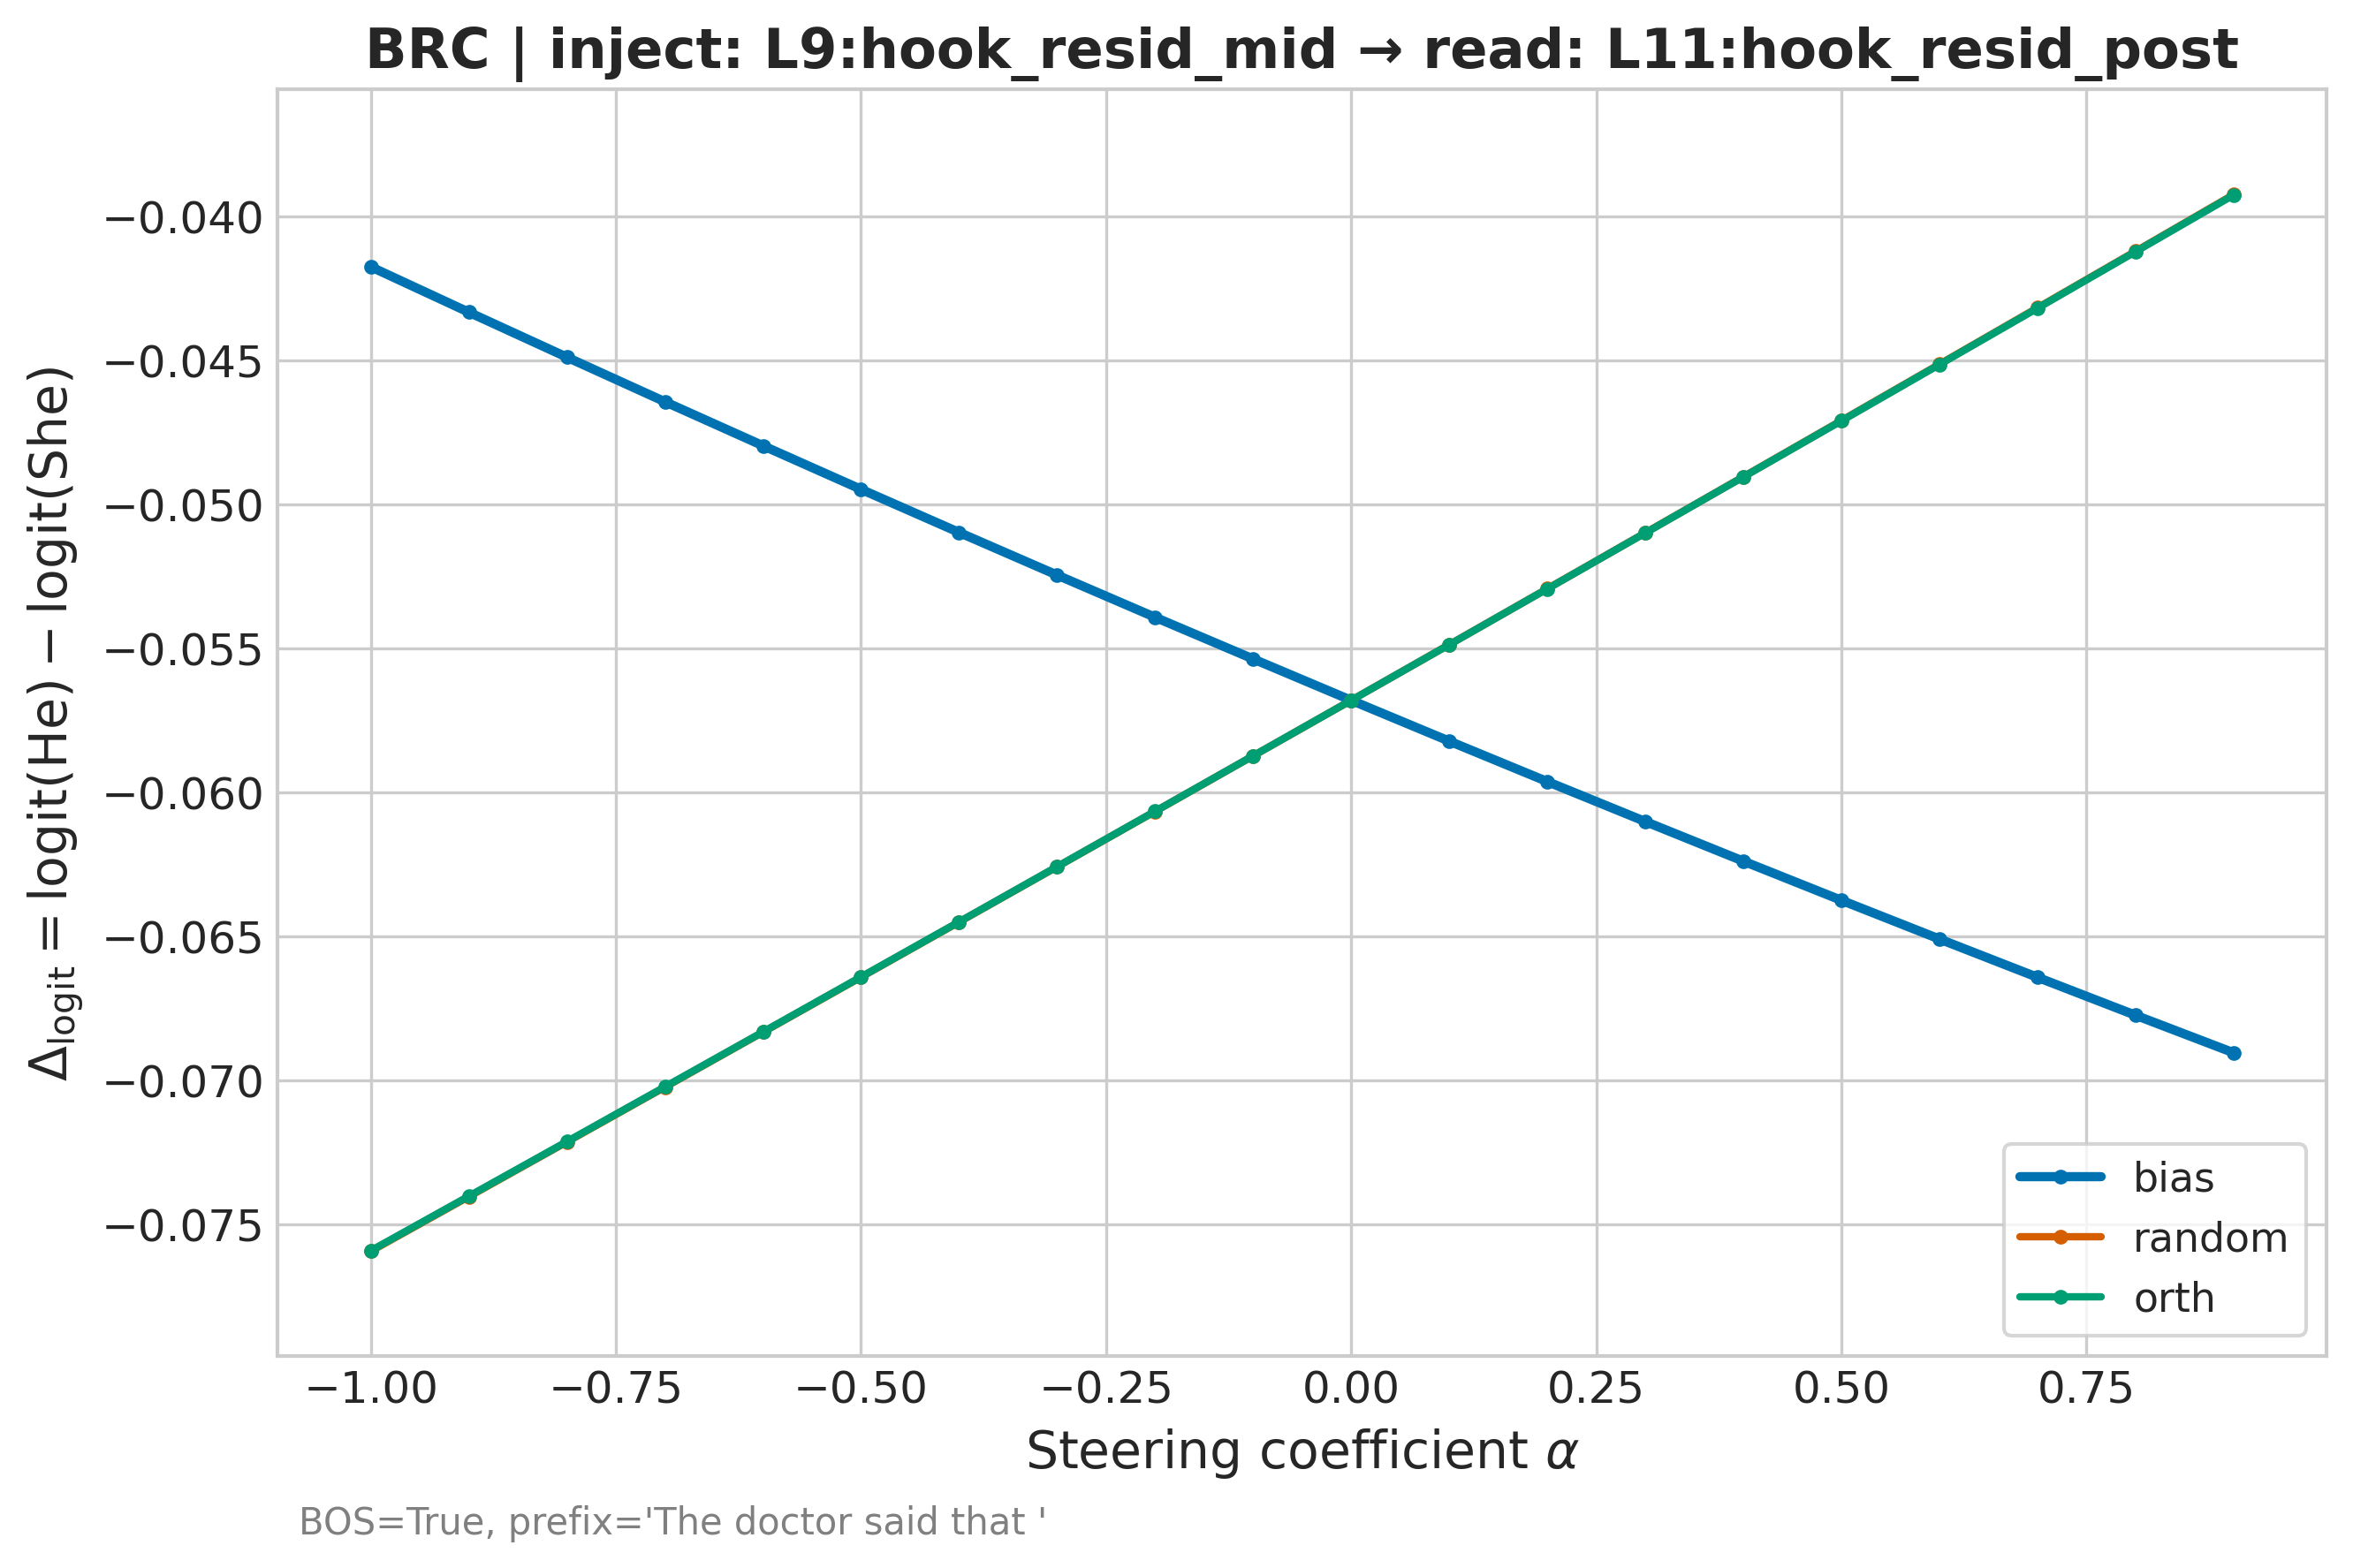 BRC | inject: L9:hook_resid_mid → read: L11:hook_resid_post
Δlogit = logit(He) − logit(She)
−0.040
−0.045
−0.050
−0.055
−0.060
−0.065
−0.070
−0.075
bias
random
orth
−1.00 −0.75 −0.50 −0.25 0.00 0.25 0.50 0.75
Steering coefficient α
BOS=True, prefix='The doctor said that '